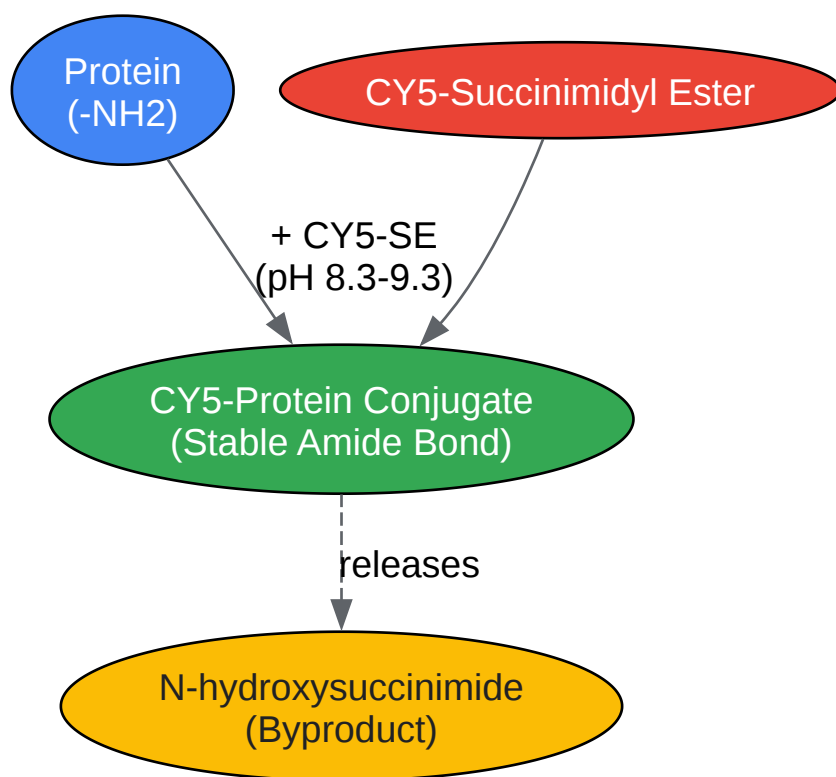 Protein
(-NH2)
CY5-Succinimidyl Ester
+ CY5-SE
(pH 8.3-9.3)
CY5-Protein Conjugate
(Stable Amide Bond)
releases
N-hydroxysuccinimide
(Byproduct)